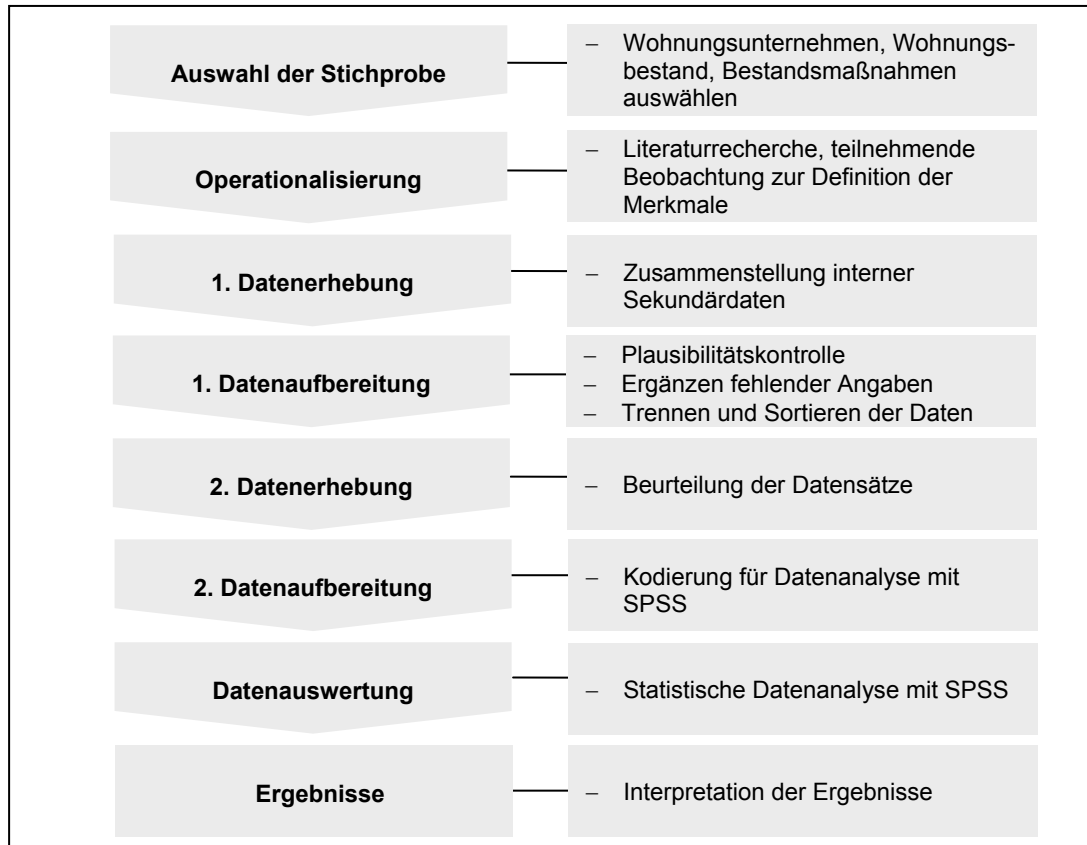 Auswahl der Stichprobe
– Wohnungsunternehmen, Wohnungs-
bestand, Bestandsmaßnahmen
auswählen
Operationalisierung
– Literaturrecherche, teilnehmende
Beobachtung zur Definition der
Merkmale
1. Datenerhebung
– Zusammenstellung interner
Sekundärdaten
1. Datenaufbereitung
– Plausibilitätskontrolle
– Ergänzen fehlender Angaben
– Trennen und Sortieren der Daten
2. Datenerhebung
– Beurteilung der Datensätze
2. Datenaufbereitung
– Kodierung für Datenanalyse mit
SPSS
Datenauswertung
– Statistische Datenanalyse mit SPSS
Ergebnisse
– Interpretation der Ergebnisse